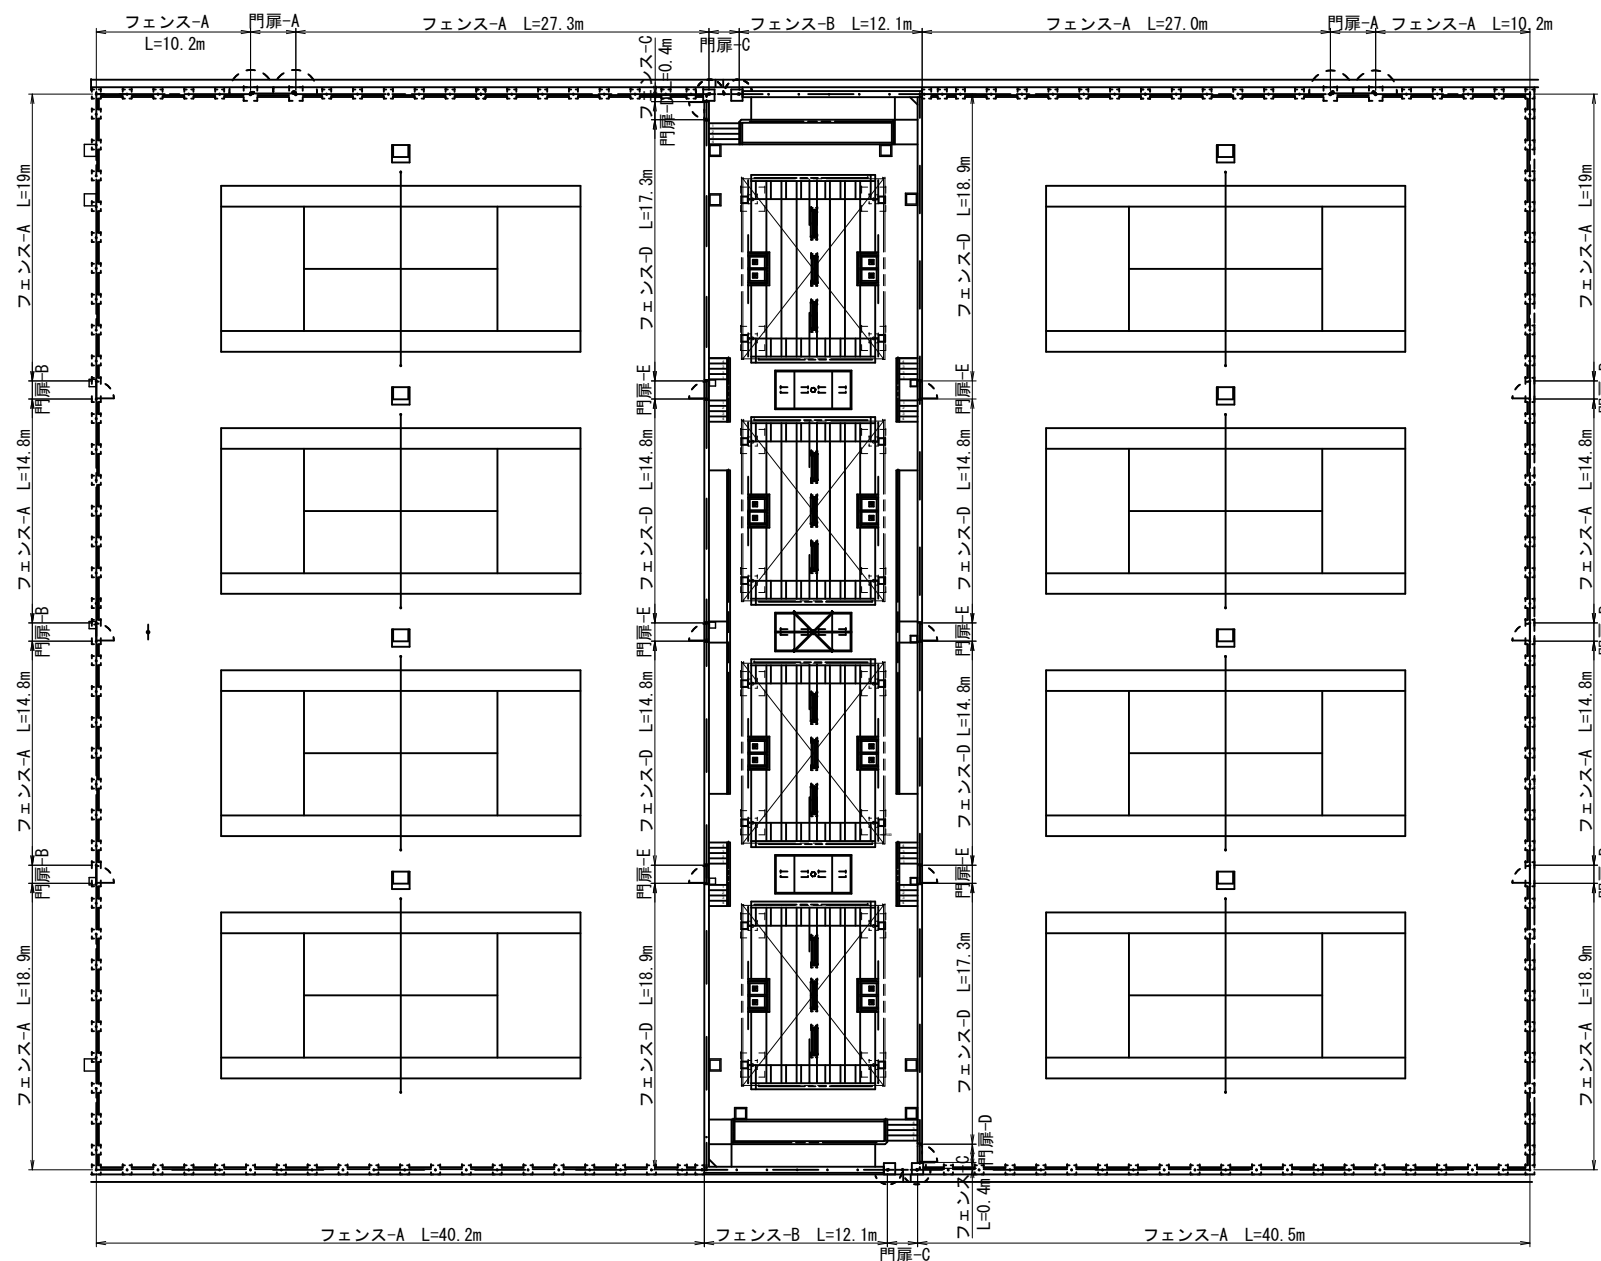 フェンス-A
L=10.2m
門扉-A
フェンス-A L=27.3m
門扉-C
フェンス-B L=12.1m
フェンス-A L=27.0m
門扉-A
フェンス-A L=10.2m
フェンス-C
L=0.4m
門扉-D
フェンス-A L=19m
フェンス-D L=17.3m
フェンス-D L=18.9m
フェンス-A L=19m
門扉-B
門扉-E
門扉-E
フェンス-A L=14.8m
フェンス-D L=14.8m
フェンス-D L=14.8m
フェンス-A L=14.8m
門扉-B
門扉-E
門扉-E
フェンス-A L=14.8m
フェンス-D L=14.8m
フェンス-D L=14.8m
フェンス-A L=14.8m
門扉-B
門扉-E
門扉-E
フェンス-A L=18.9m
フェンス-D L=18.9m
フェンス-D L=17.3m
フェンス-A L=18.9m
門扉-D
フェンス-C
L=0.4m
フェンス-A L=40.2m
フェンス-B L=12.1m
門扉-C
フェンス-A L=40.5m